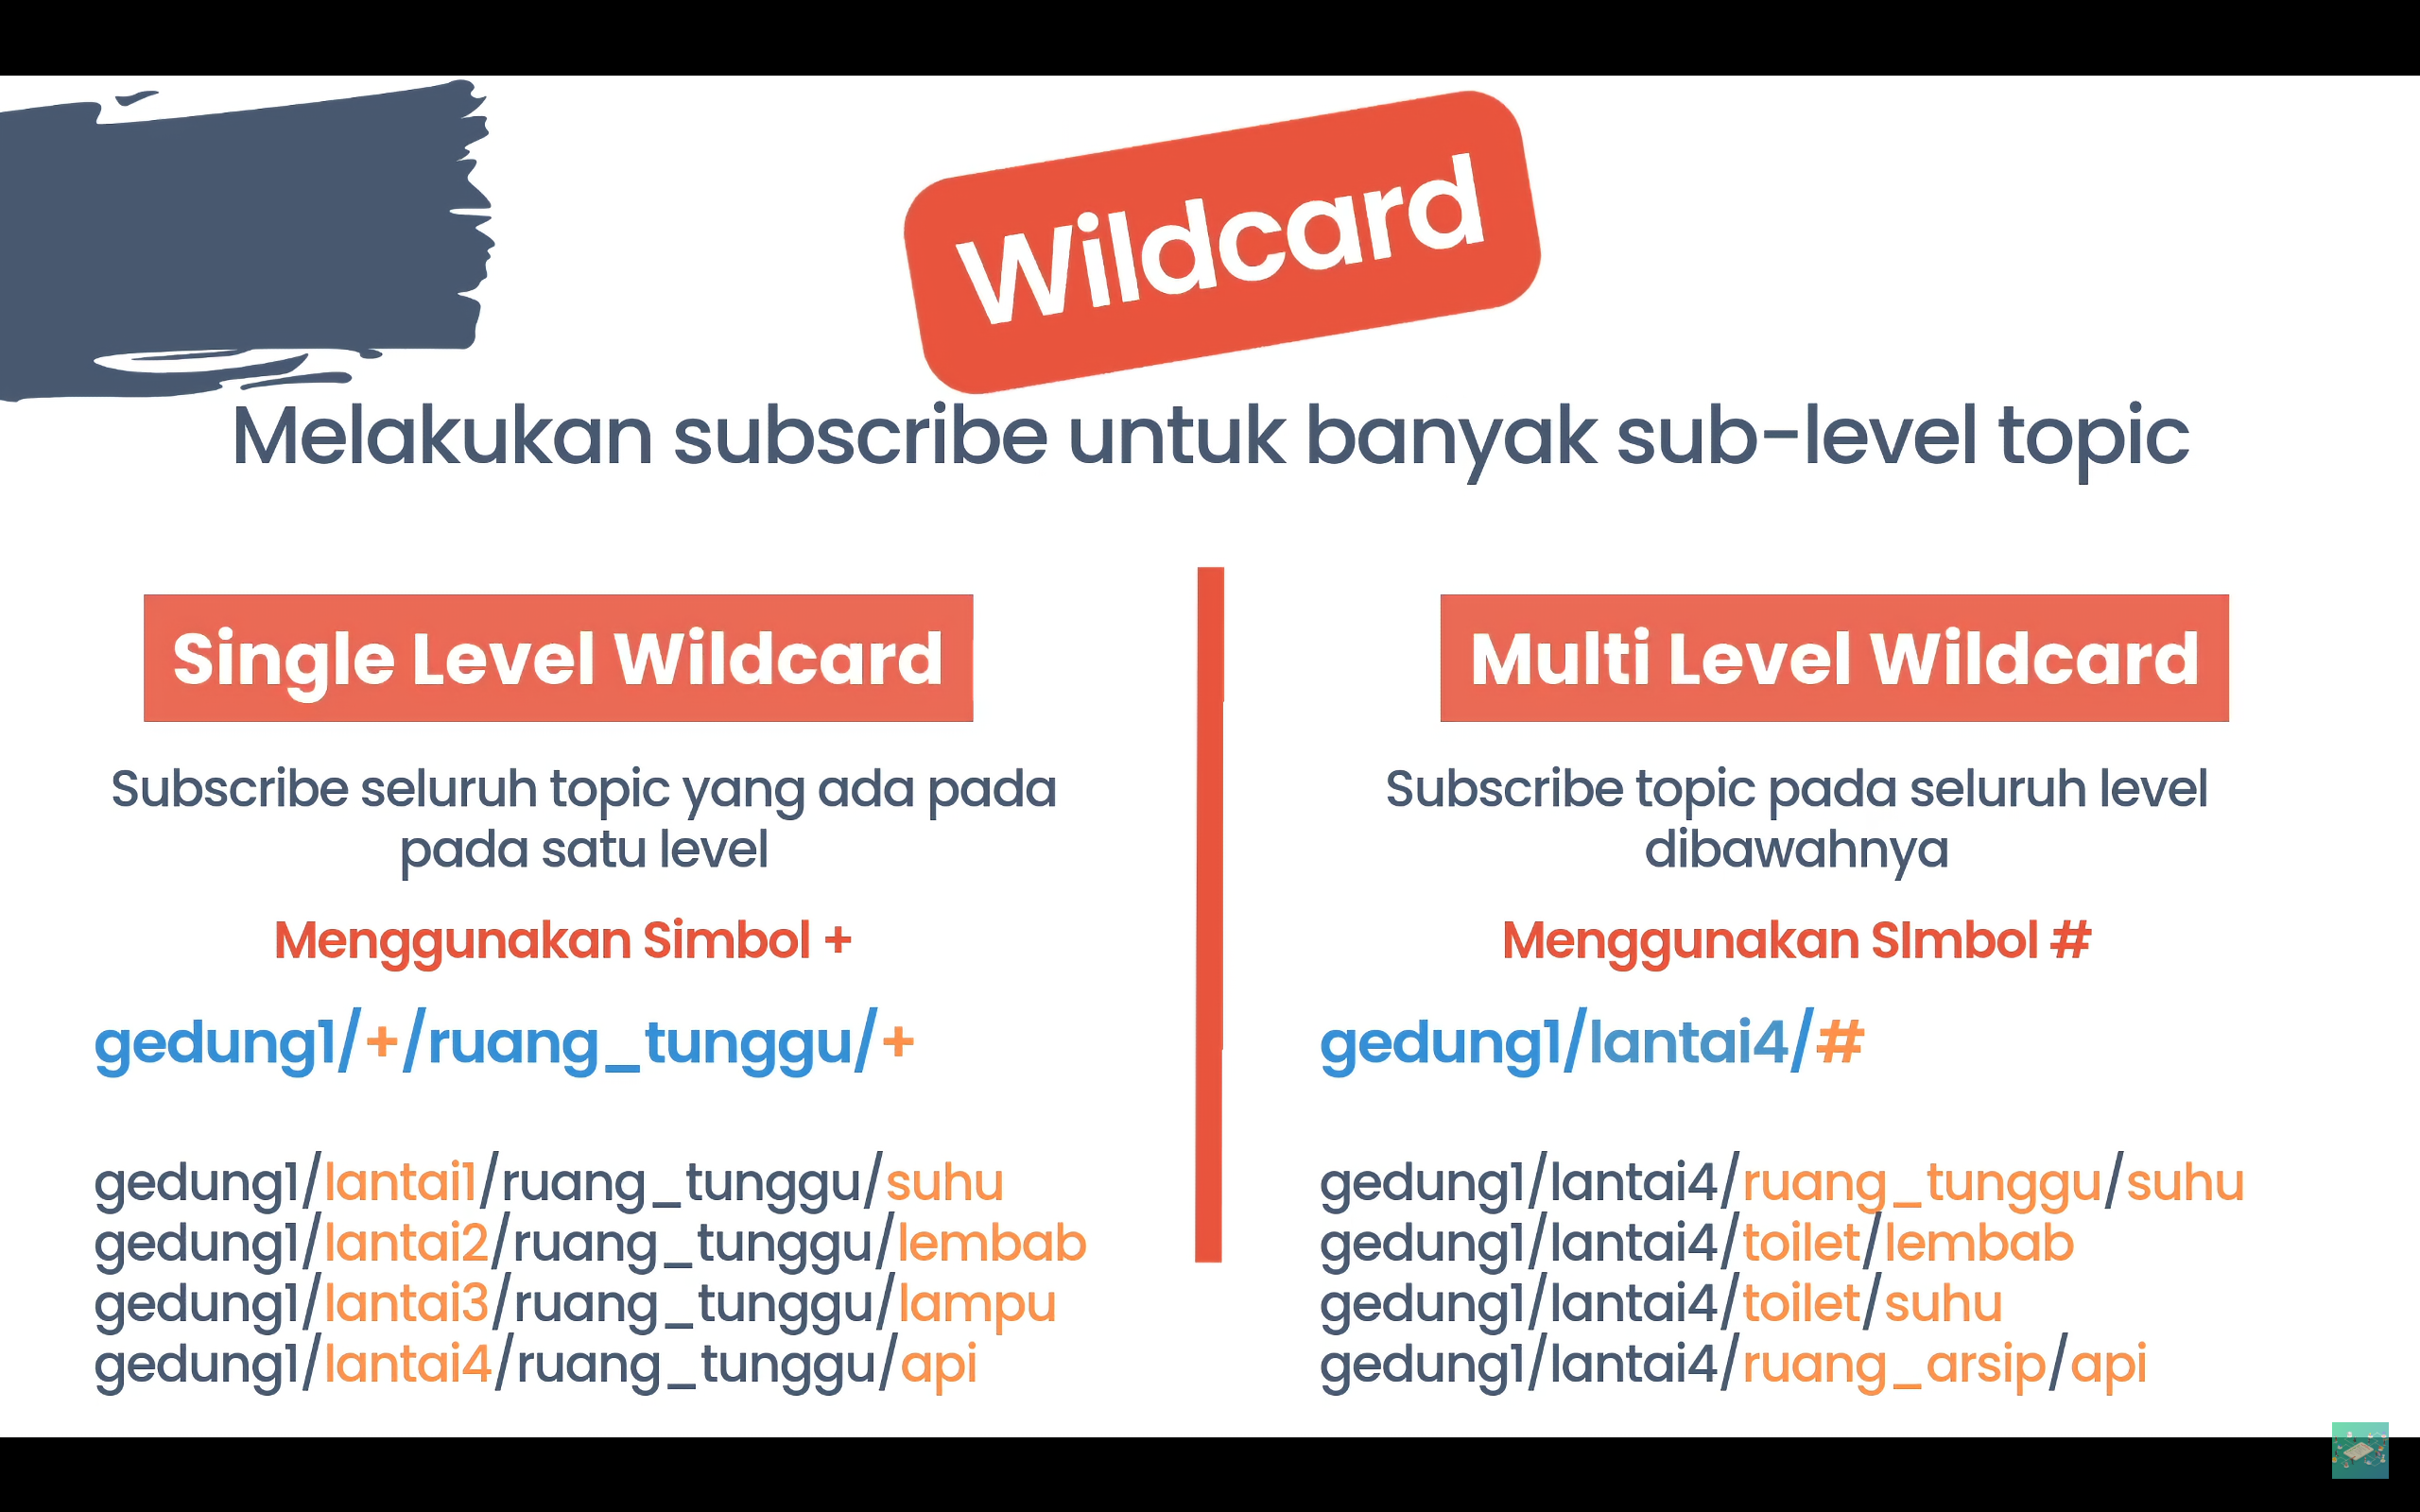 Wildcard
Melakukan subscribe untuk banyak sub-level topic
Single Level Wildcard
Subscribe seluruh topic yang ada pada
pada satu level
Menggunakan Simbol +
gedung1/+/ruang_tunggu/+
gedung1/lantai1/ruang_tunggu/suhu
gedung1/lantai2/ruang_tunggu/lembab
gedung1/lantai3/ruang_tunggu/lampu
gedung1/lantai4/ruang_tunggu/api
Multi Level Wildcard
Subscribe topic pada seluruh level
dibawahnya
Menggunakan SImbol #
gedung1/lantai4/#
gedung1/lantai4/ruang_tunggu/suhu
gedung1/lantai4/toilet/lembab
gedung1/lantai4/toilet/suhu
gedung1/lantai4/ruang_arsip/api